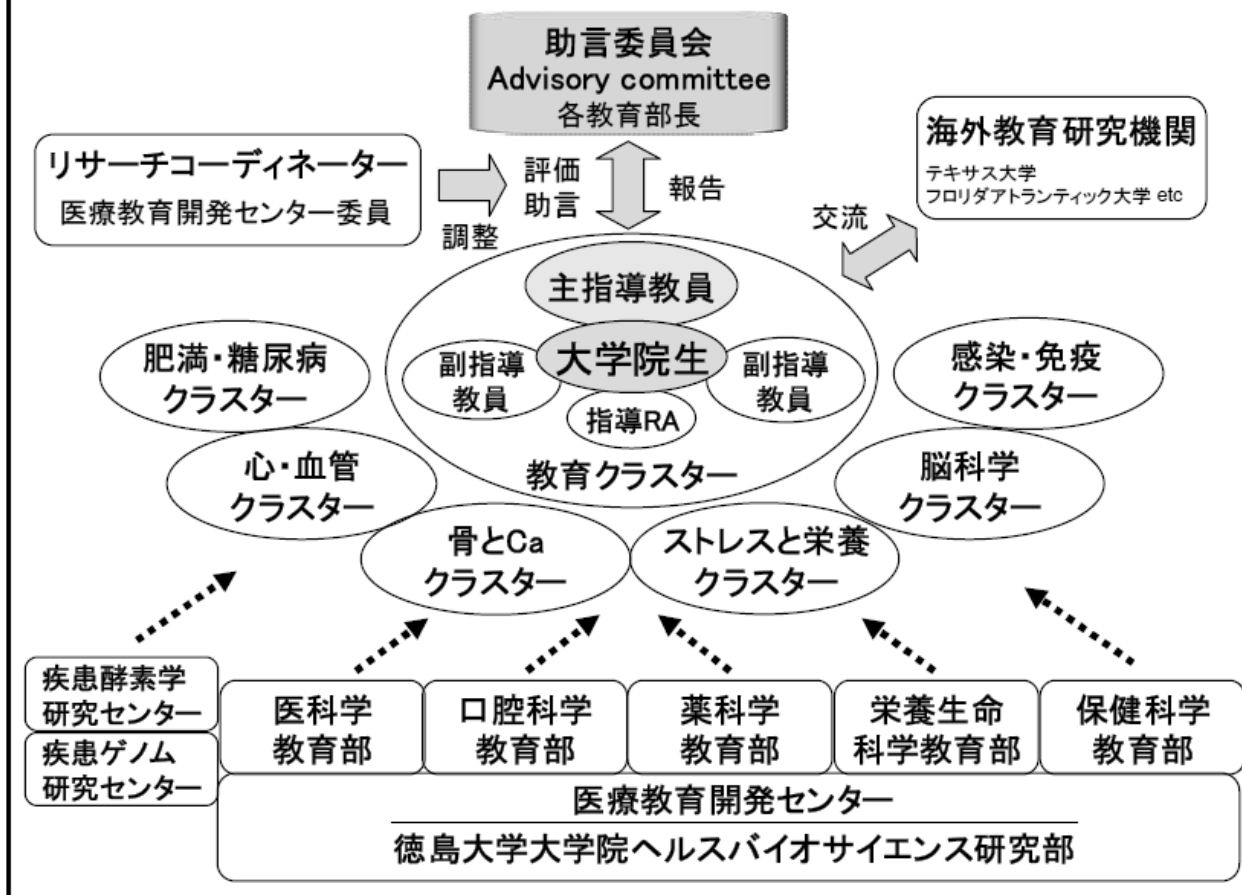 助言委員会
Advisory committee
各教育部長
リサーチコーディネーター
医療教育開発センター委員
調整
評価
助言
報告
海外教育研究機関
テキサス大学
フロリダアトランティック大学 etc
交流
主指導教員
大学院生
副指導
教員
副指導
教員
指導RA
教育クラスター
肥満・糖尿病
クラスター
心・血管
クラスター
骨とCa
クラスター
ストレスと栄養
クラスター
脳科学
クラスター
感染・免疫
クラスター
疾患酵素学
研究センター
疾患ゲノム
研究センター
医科学
教育部
口腔科学
教育部
薬科学
教育部
栄養生命
科学教育部
保健科学
教育部
医療教育開発センター
徳島大学大学院ヘルスバイオサイエンス研究部